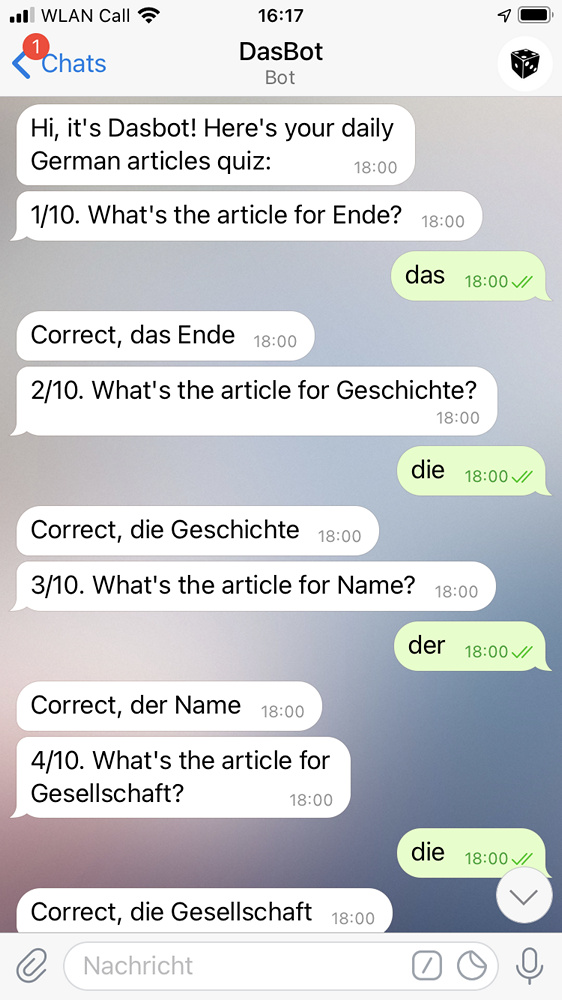 WLAN Call 16:17
1
Chats
DasBot
Bot
Hi, it's Dasbot! Here's your daily
German articles quiz: 18:00
1/10. What's the article for Ende? 18:00
das 18:00
Correct, das Ende 18:00
2/10. What's the article for Geschichte?
18:00
die 18:00
Correct, die Geschichte 18:00
3/10. What's the article for Name? 18:00
der 18:00
Correct, der Name 18:00
4/10. What's the article for
Gesellschaft? 18:00
die 18:00
Correct, die Gesellschaft 18:00
Nachricht